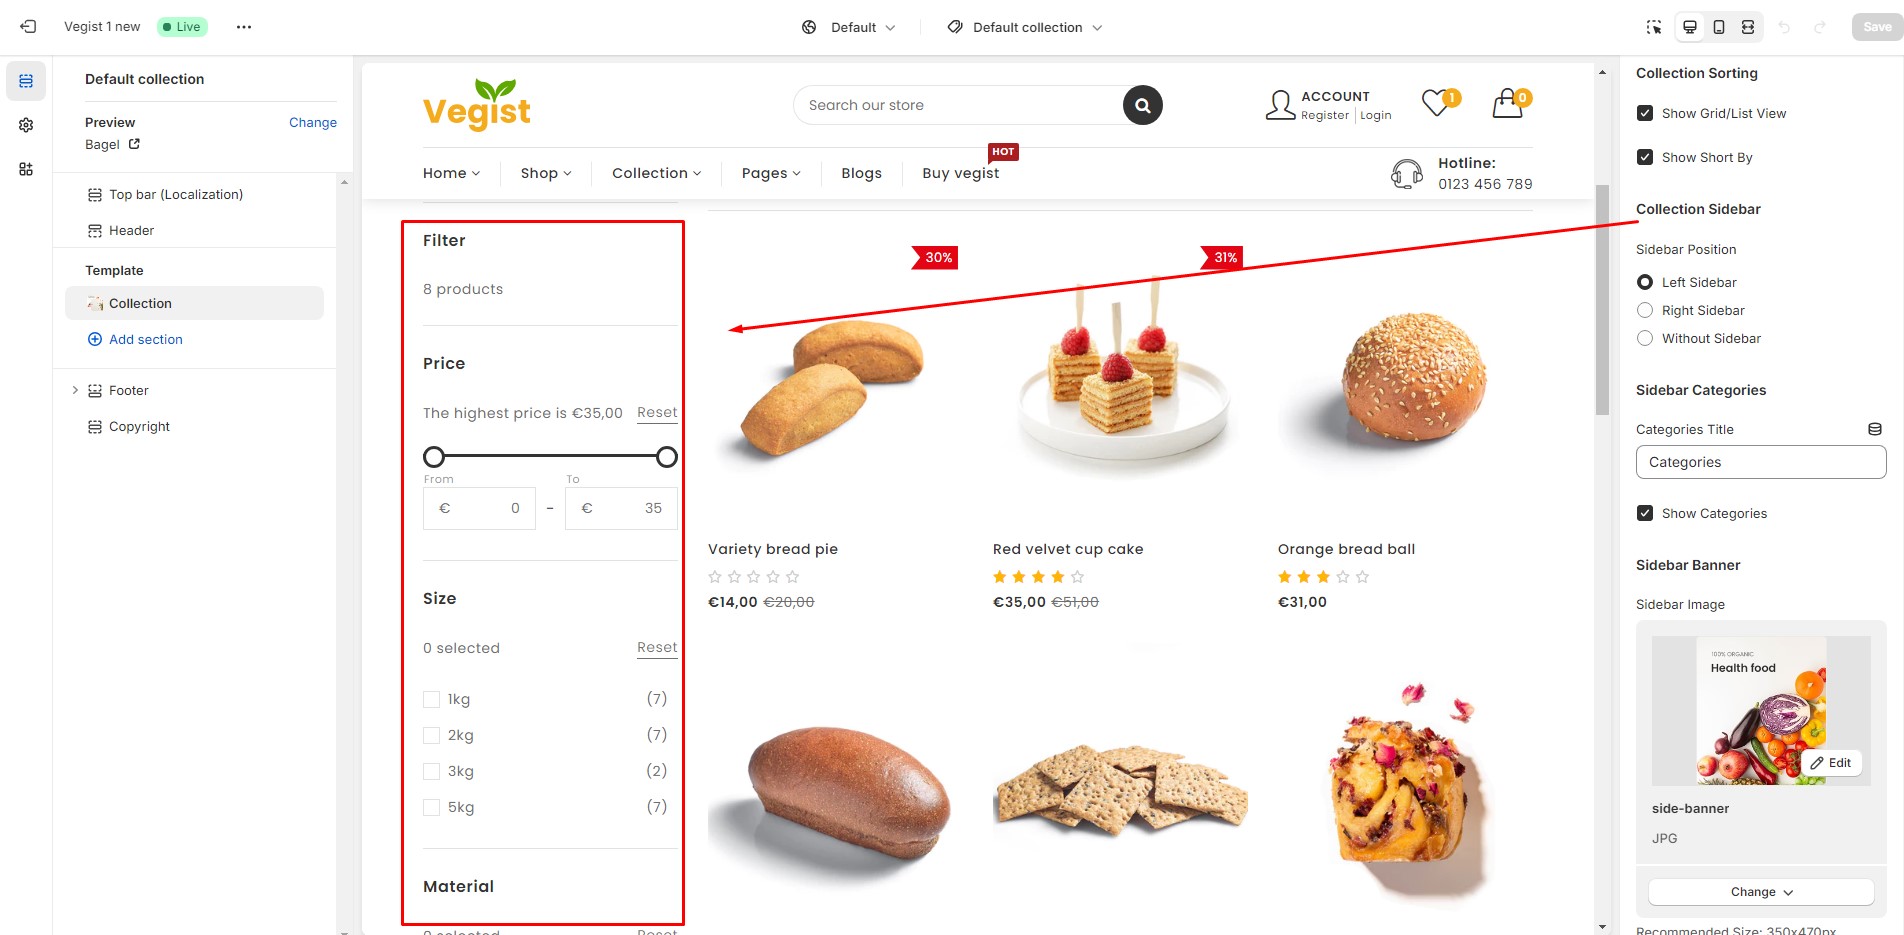 Vegist 1 new
Live
Default
Default collection
Save
Default collection
Preview
Change
Bagel
Top bar (Localization)
Header
Template
Collection
Add section
Footer
Copyright
Vegist
Search our store
ACCOUNT
Register
Login
1
0
Home
Shop
Collection
Pages
Blogs
Buy vegist
HOT
Hotline:
0123 456 789
Filter
8 products
Price
The highest price is €35,00
Reset
From
To
€ 0
-
€ 35
Size
0 selected
Reset
1kg (7)
2kg (7)
3kg (2)
5kg (7)
Material
0 selected
Reset
30%
Variety bread pie
€14,00 €20,00
31%
Red velvet cup cake
€35,00 €51,00
Orange bread ball
€31,00
Collection Sorting
Show Grid/List View
Show Short By
Collection Sidebar
Sidebar Position
Left Sidebar
Right Sidebar
Without Sidebar
Sidebar Categories
Categories Title
Categories
Show Categories
Sidebar Banner
Sidebar Image
100% ORGANIC
Health food
Edit
side-banner
JPG
Change
Recommended Size: 350x470px